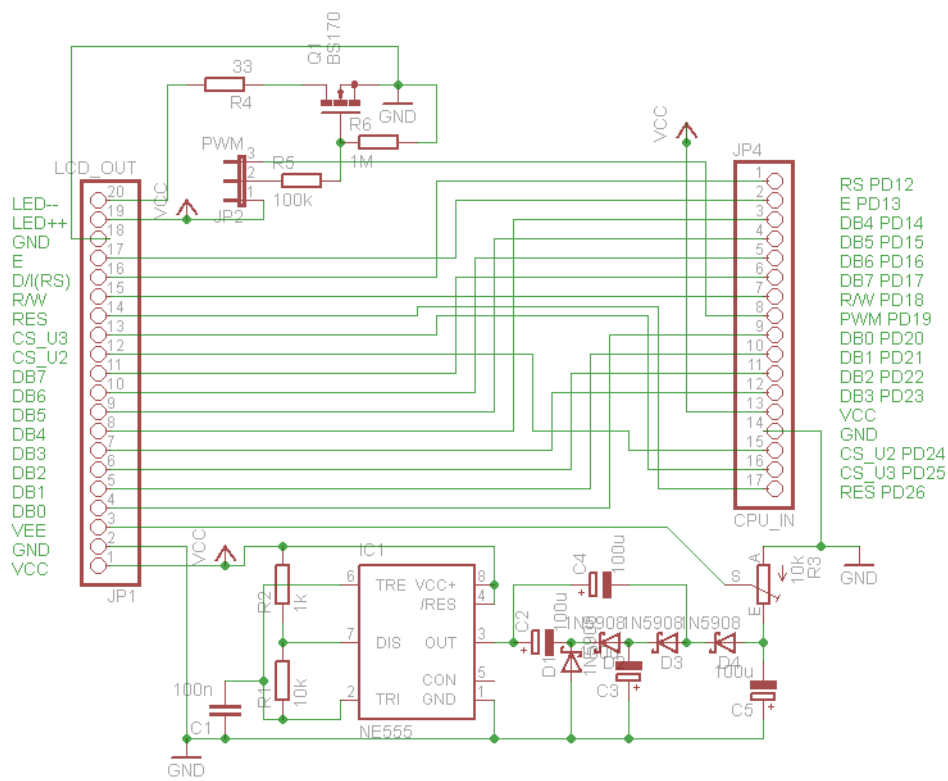 Q1
BS170
33
R4
GND
R6
1M
PWM
3
2
1
R5
100k
JP2
VCC
VCC
LCD_OUT
20
19
18
17
16
15
14
13
12
11
10
9
8
7
6
5
4
3
2
1
LED--
LED++
GND
E
D/I(RS)
R/W
RES
CS_U3
CS_U2
DB7
DB6
DB5
DB4
DB3
DB2
DB1
DB0
VEE
GND
VCC
JP1
JP4
1
2
3
4
5
6
7
8
9
10
11
12
13
14
15
16
17
RS PD12
E PD13
DB4 PD14
DB5 PD15
DB6 PD16
DB7 PD17
R/W PD18
PWM PD19
DB0 PD20
DB1 PD21
DB2 PD22
DB3 PD23
VCC
GND
CS_U2 PD24
CS_U3 PD25
RES PD26
CPU_IN
VCC
R2
1k
R1
10k
100n
C1
GND
IC1
6
TRE
VCC+
8
/RES
4
7
DIS
OUT
3
CON
5
2
TRI
GND
1
NE555
C2
100u
C4
100u
D1
1N5908
1N5908
1N5908
D3
D4
C3
100u
C5
A
S
E
10k
R3
GND